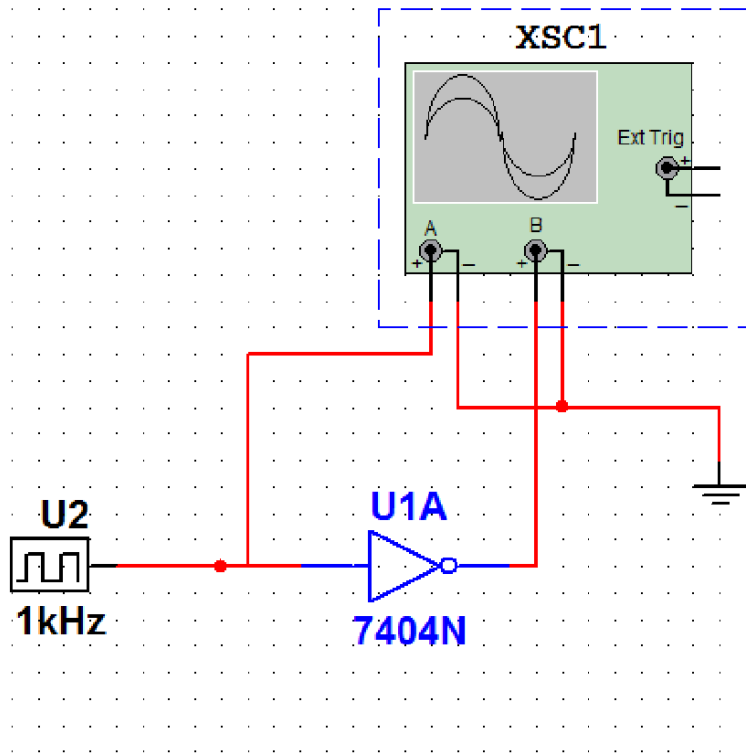 XSC1
Ext Trig
+
_
A
B
+ _ + _
U2
1kHz
U1A
7404N